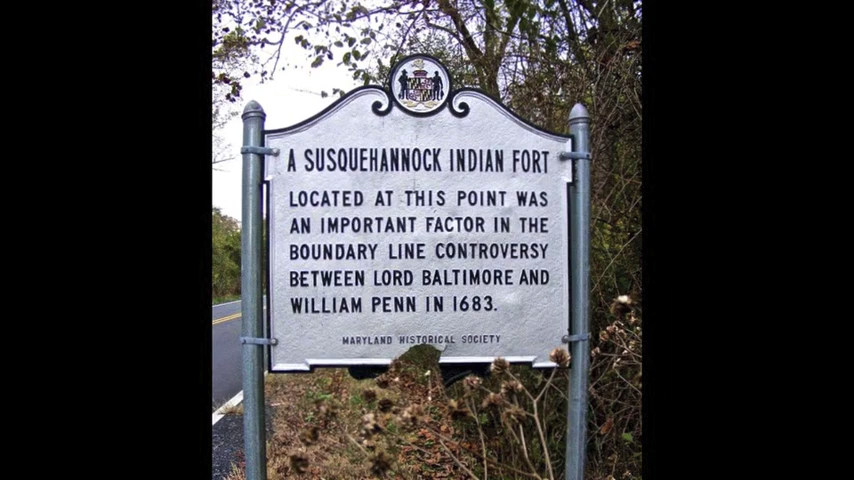 A SUSQUEHANNOCK INDIAN FORT
LOCATED AT THIS POINT WAS
AN IMPORTANT FACTOR IN THE
BOUNDARY LINE CONTROVERSY
BETWEEN LORD BALTIMORE AND
WILLIAM PENN IN 1683.
MARYLAND HISTORICAL SOCIETY